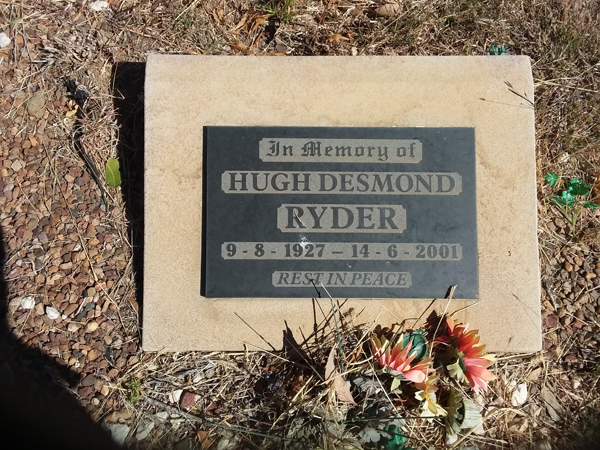 In Memory of
HUGH DESMOND
RYDER
9 - 8 - 1927 - 14 - 6 - 2001
REST IN PEACE